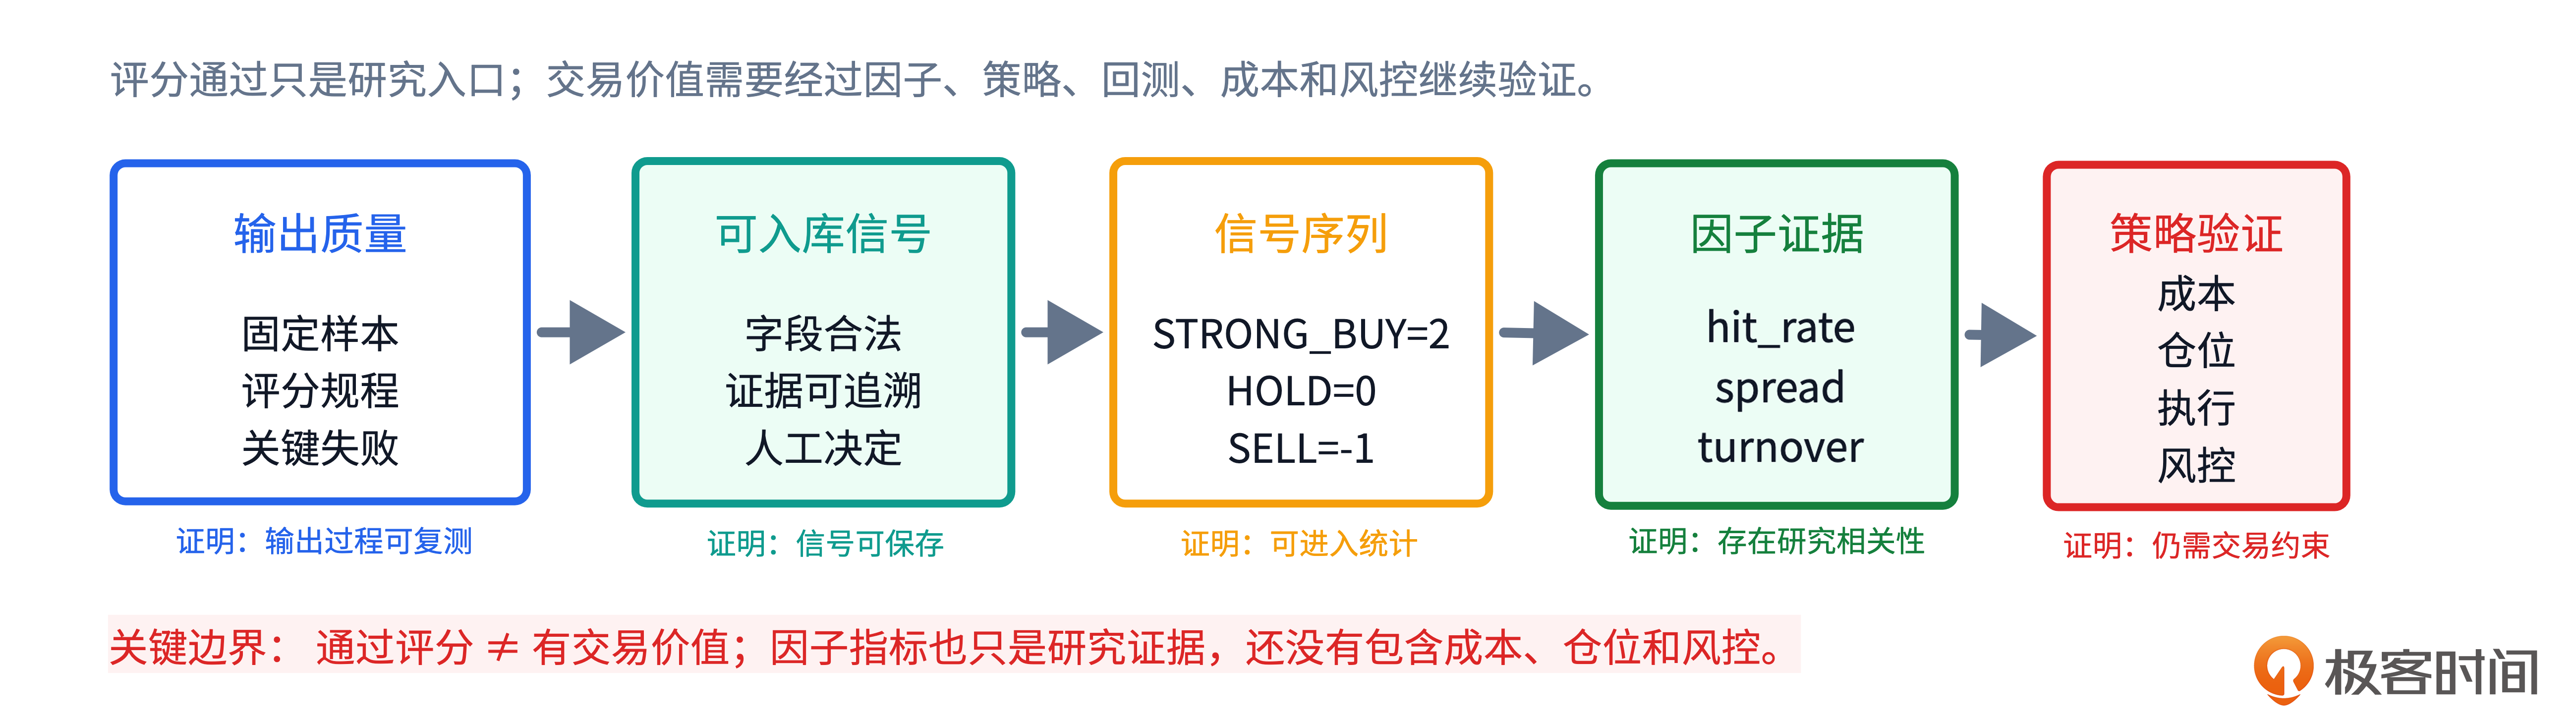 评分通过只是研究入口；交易价值需要经过因子、策略、回测、成本和风控继续验证。
输出质量
固定样本
评分规程
关键失败
证明：输出过程可复测
可入库信号
字段合法
证据可追溯
人工决定
证明：信号可保存
信号序列
STRONG_BUY=2
HOLD=0
SELL=-1
证明：可进入统计
因子证据
hit_rate
spread
turnover
证明：存在研究相关性
策略验证
成本
仓位
执行
风控
证明：仍需交易约束
关键边界： 通过评分 ≠ 有交易价值；因子指标也只是研究证据，还没有包含成本、仓位和风控。
极客时间